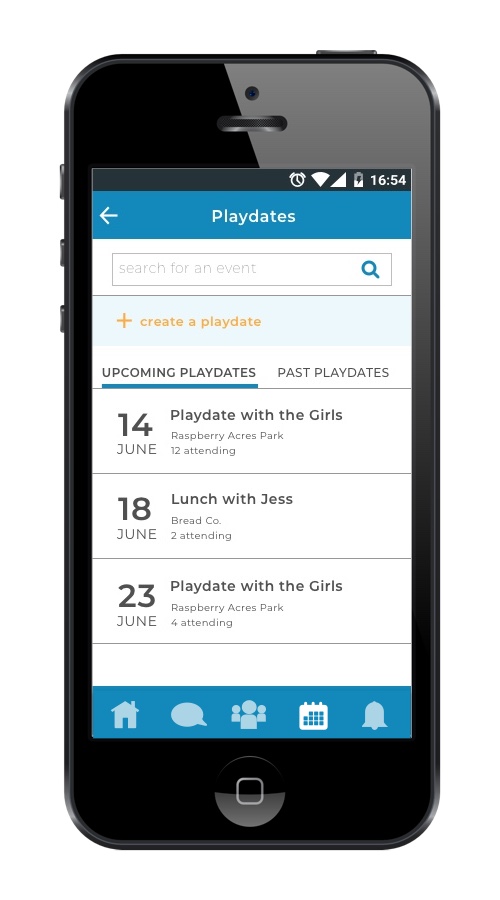 16:54
Playdates
search for an event
+ create a playdate
UPCOMING PLAYDATES PAST PLAYDATES
14 JUNE
Playdate with the Girls
Raspberry Acres Park
12 attending
18 JUNE
Lunch with Jess
Bread Co.
2 attending
23 JUNE
Playdate with the Girls
Raspberry Acres Park
4 attending